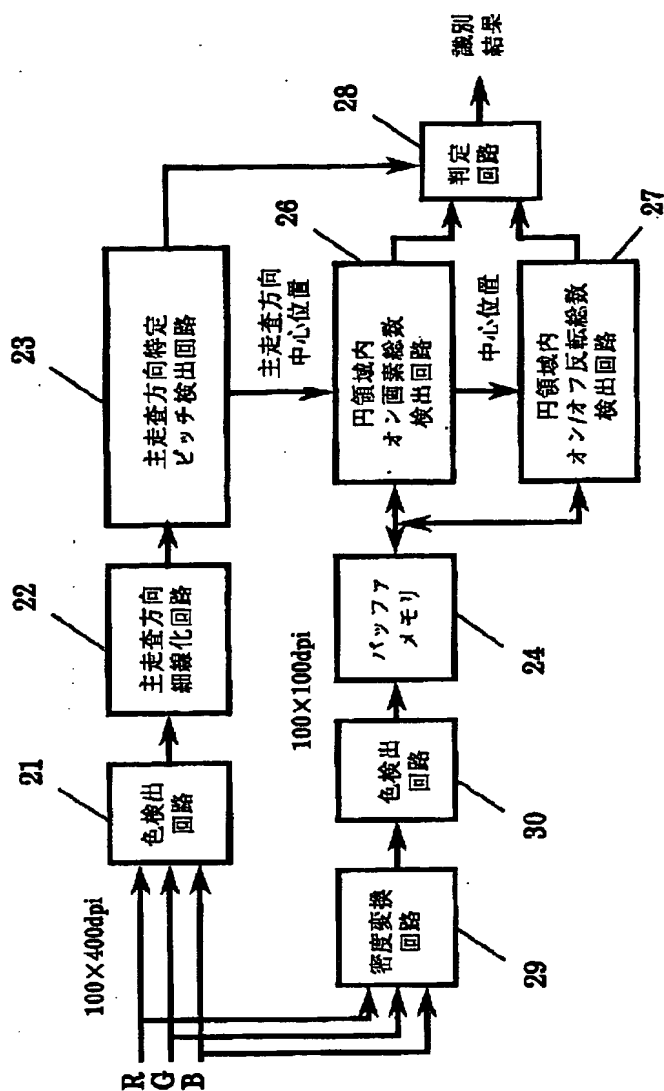 R
G
B
100×400dpi
21
色検出
回路
22
主走査方向
細線化回路
23
主走査方向特定
ピッチ検出回路
主走査方向
中心位置
29
密度変換
回路
30
色検出
回路
100×100dpi
24
バッファ
メモリ
26
円領域内
オン画素総数
検出回路
中心位置
27
円領域内
オン/オフ反転総数
検出回路
28
判定
回路
識別
結果